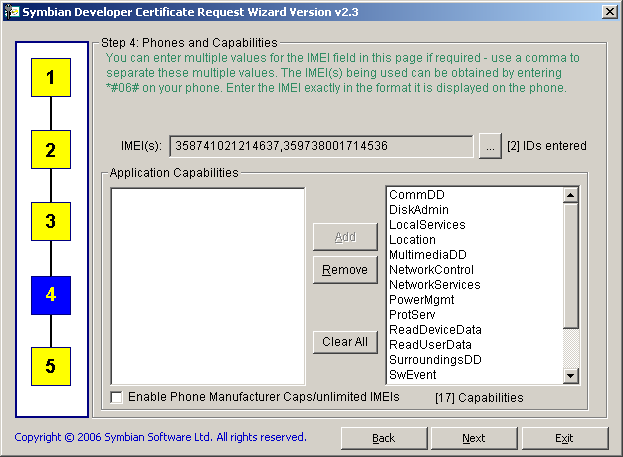 Symbian Developer Certificate Request Wizard Version v2.3
Step 4: Phones and Capabilities
You can enter multiple values for the IMEI field in this page if required - use a comma to
separate these multiple values. The IMEI(s) being used can be obtained by entering
*#06# on your phone. Enter the IMEI exactly in the format it is displayed on the phone.
1
2
3
4
5
IMEI(s): 358741021214637,359738001714536 ... [2] IDs entered
Application Capabilities
Add
Remove
Clear All
CommDD
DiskAdmin
LocalServices
Location
MultimediaDD
NetworkControl
NetworkServices
PowerMgmt
ProtServ
ReadDeviceData
ReadUserData
SurroundingsDD
SwEvent
Enable Phone Manufacturer Caps/unlimited IMEIs [17] Capabilities
Copyright © 2006 Symbian Software Ltd. All rights reserved. Back Next Exit